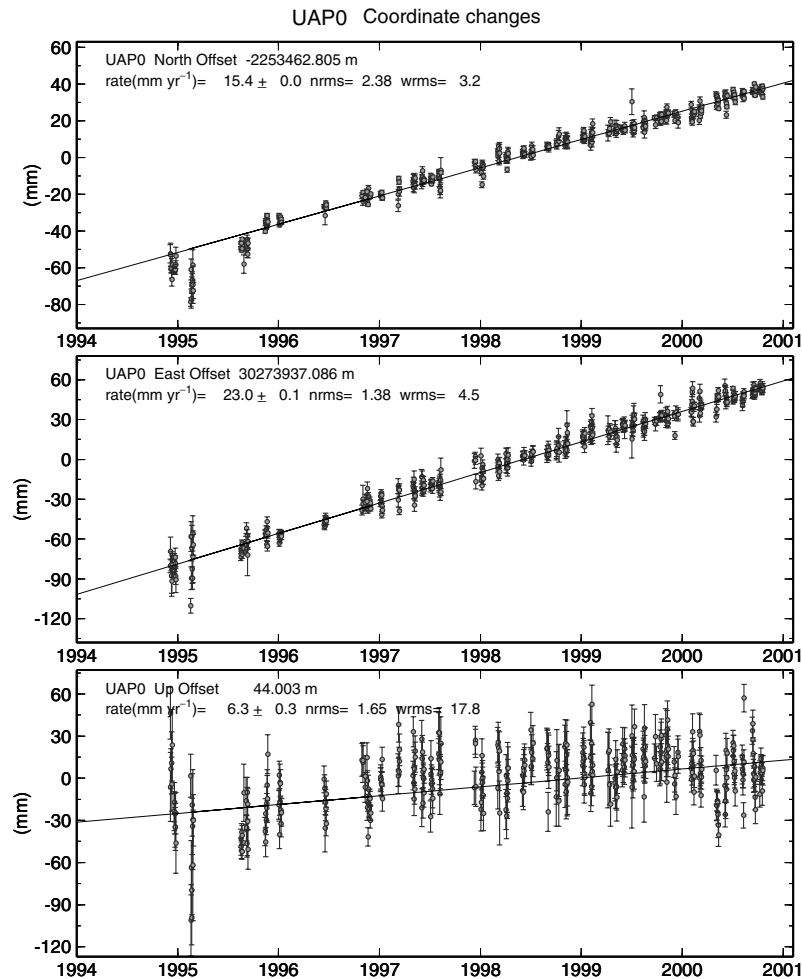 UAP0 Coordinate changes
UAP0 North Offset -2253462.805 m
rate(mm yr⁻¹)= 15.4 ± 0.0 nrms= 2.38 wrms= 3.2
60
40
20
0
-20
-40
-60
-80
(mm)
1994 1995 1996 1997 1998 1999 2000 2001
UAP0 East Offset 30273937.086 m
rate(mm yr⁻¹)= 23.0 ± 0.1 nrms= 1.38 wrms= 4.5
60
30
0
-30
-60
-90
-120
(mm)
1994 1995 1996 1997 1998 1999 2000 2001
UAP0 Up Offset 44.003 m
rate(mm yr⁻¹)= 6.3 ± 0.3 nrms= 1.65 wrms= 17.8
60
30
0
-30
-60
-90
-120
(mm)
1994 1995 1996 1997 1998 1999 2000 2001